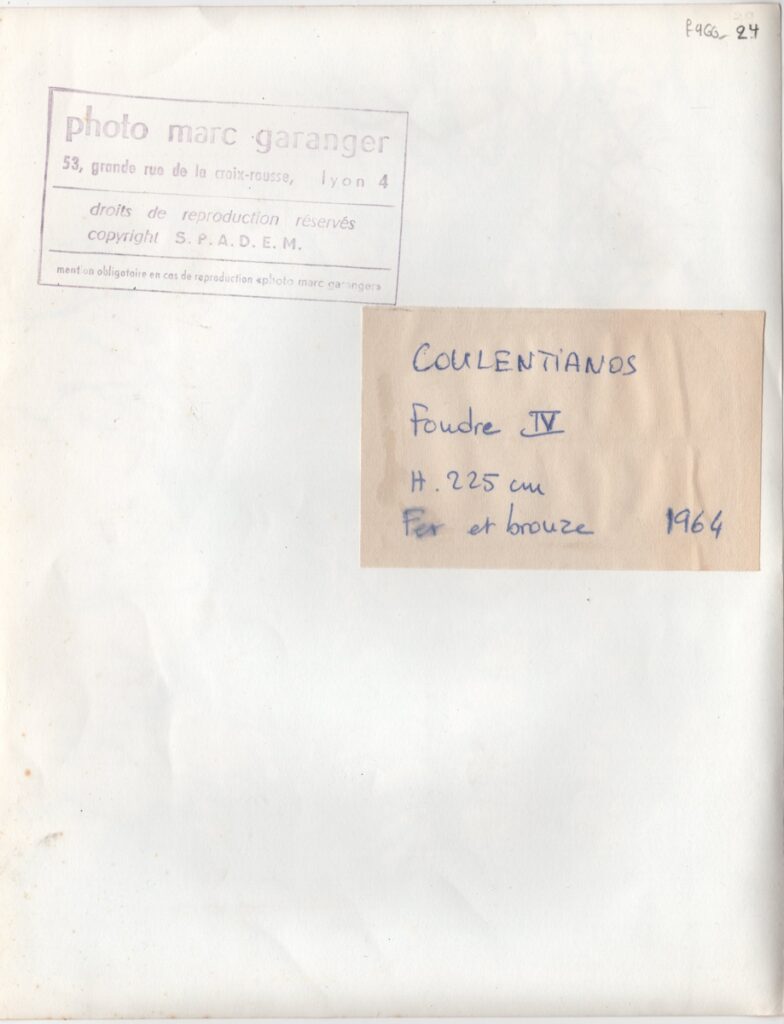 24
photo marc garanger
53, grande rue de la croix-rousse, lyon 4
droits de reproduction réservés
copyright S.P.A.D.E.M.
mention obligatoire en cas de reproduction «photo marc garanger»
COULENTIANOS
Foudre IV
H. 225 cm
Fer et bronze 1964